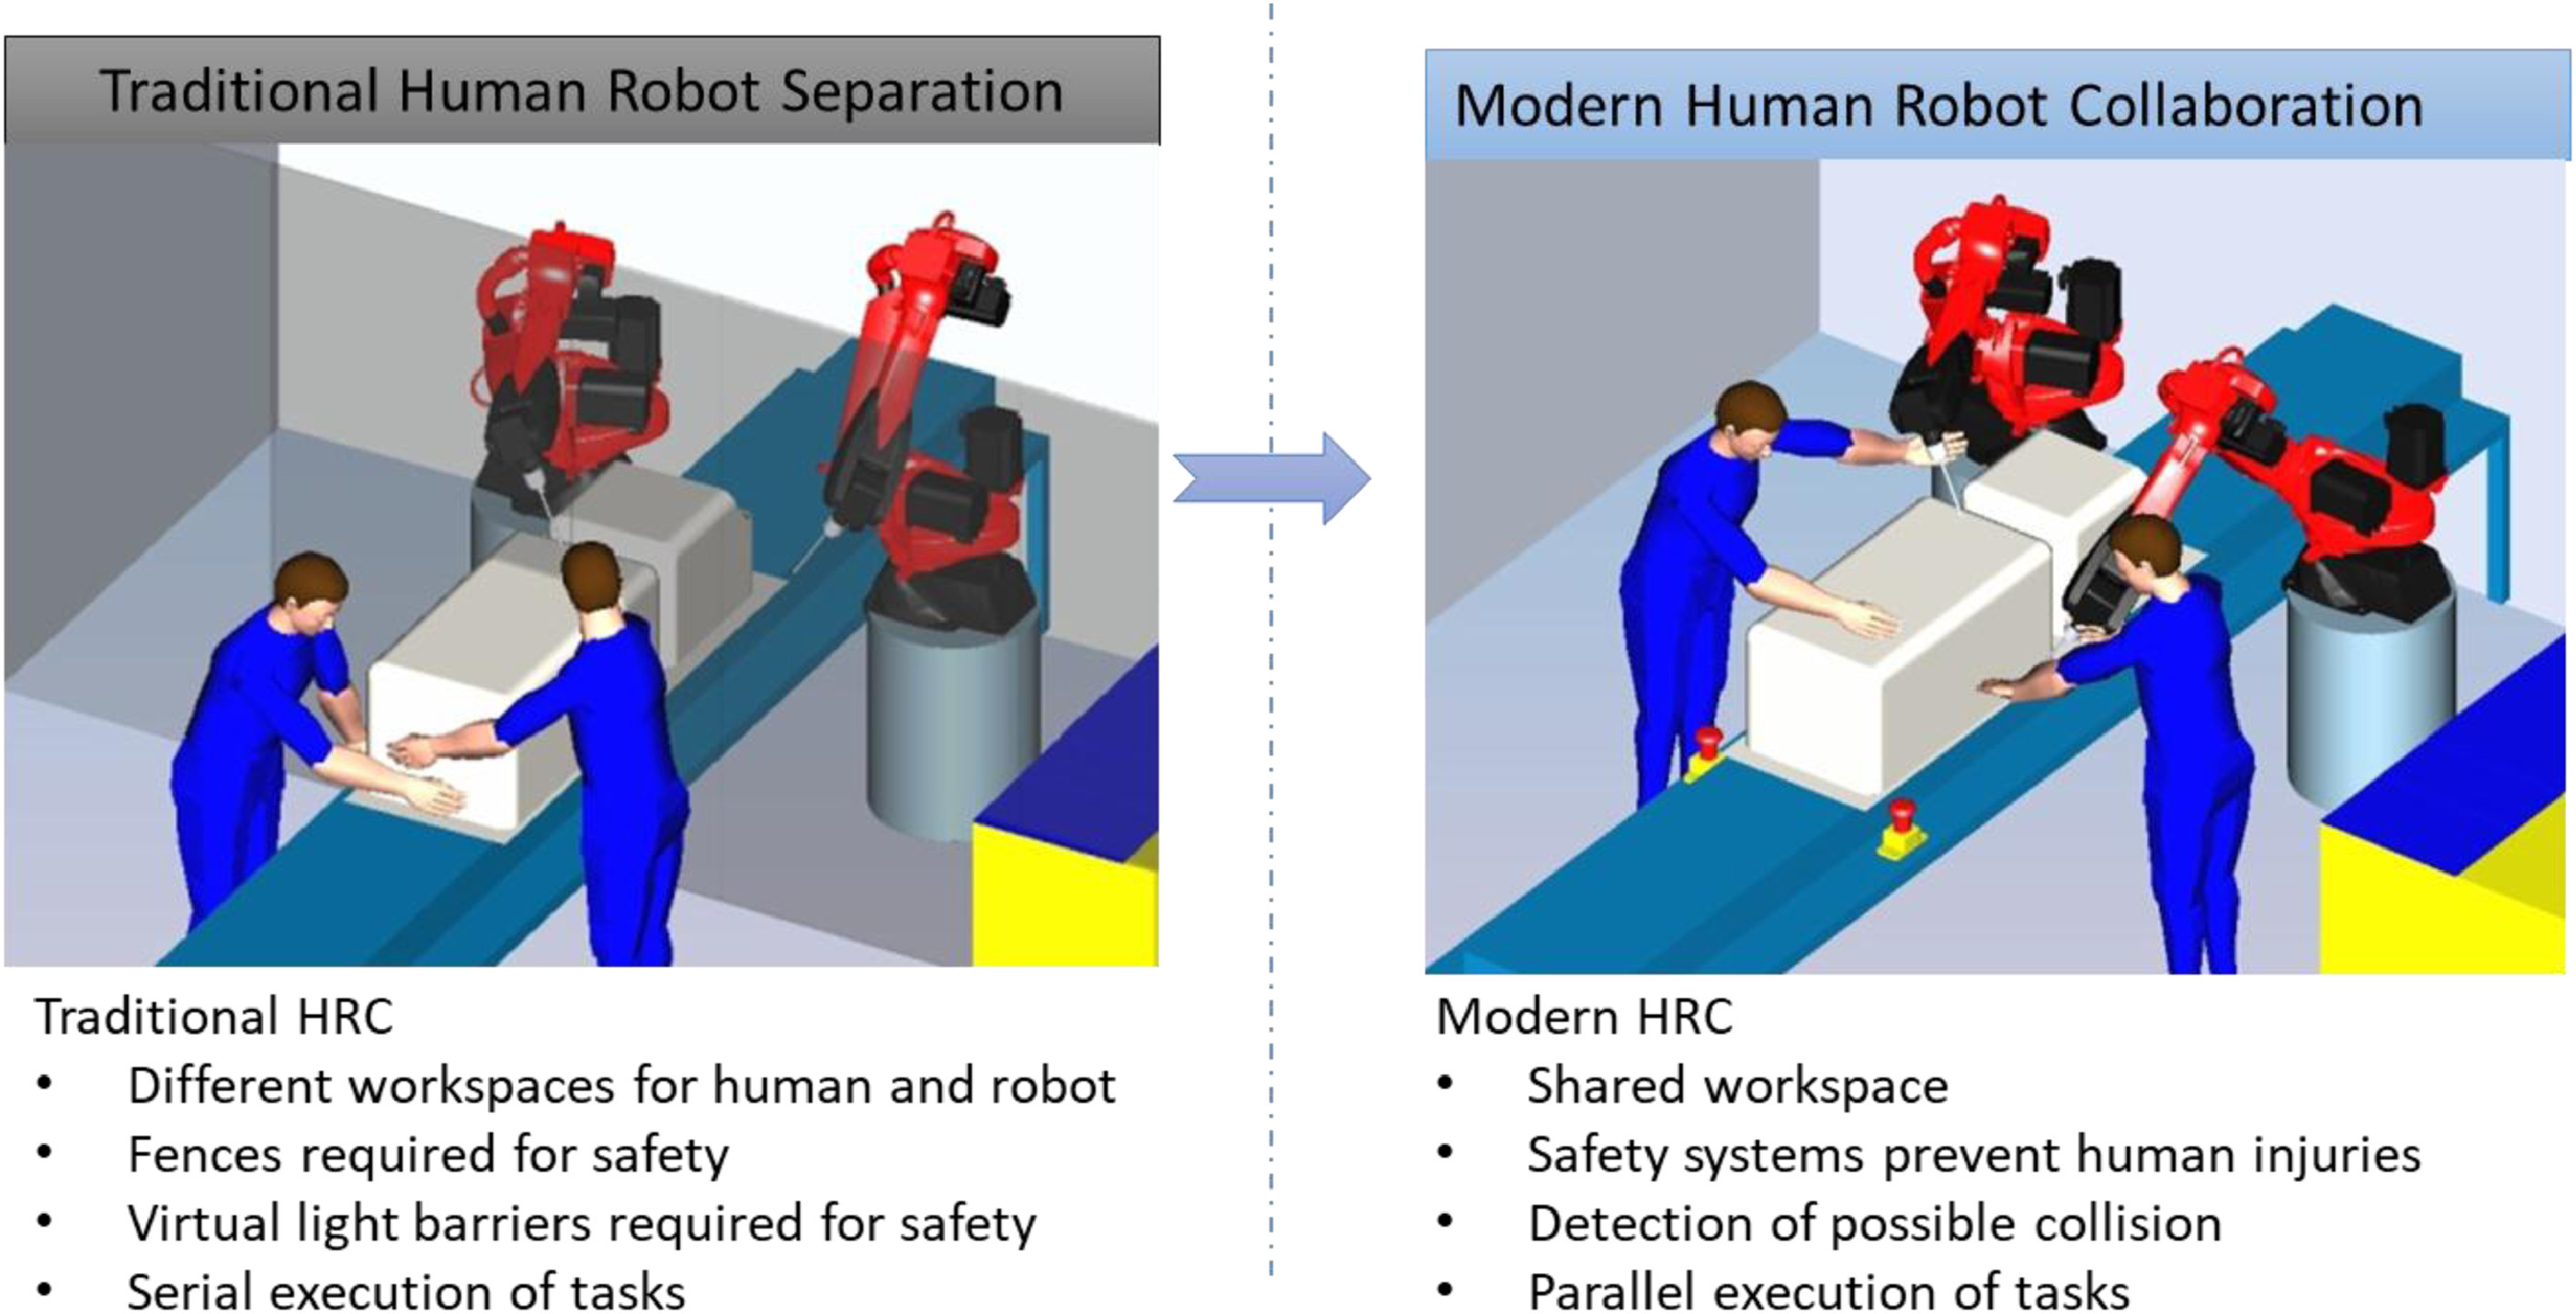 Traditional Human Robot Separation
Modern Human Robot Collaboration
Traditional HRC
• Different workspaces for human and robot
• Fences required for safety
• Virtual light barriers required for safety
• Serial execution of tasks
Modern HRC
• Shared workspace
• Safety systems prevent human injuries
• Detection of possible collision
• Parallel execution of tasks